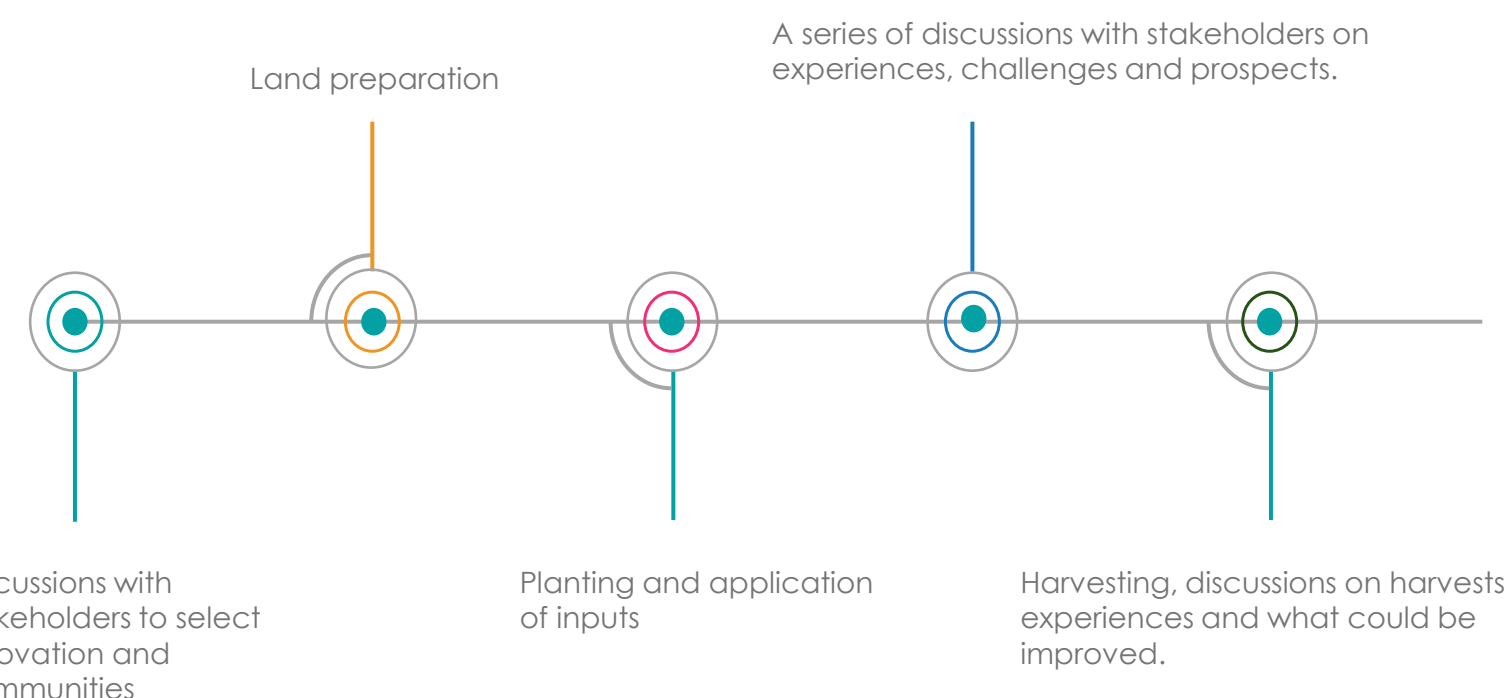 A series of discussions with stakeholders on
experiences, challenges and prospects.
Land preparation
cussions with
keholders to select
ovation and
mmunities
Planting and application
of inputs
Harvesting, discussions on harvests
experiences and what could be
improved.